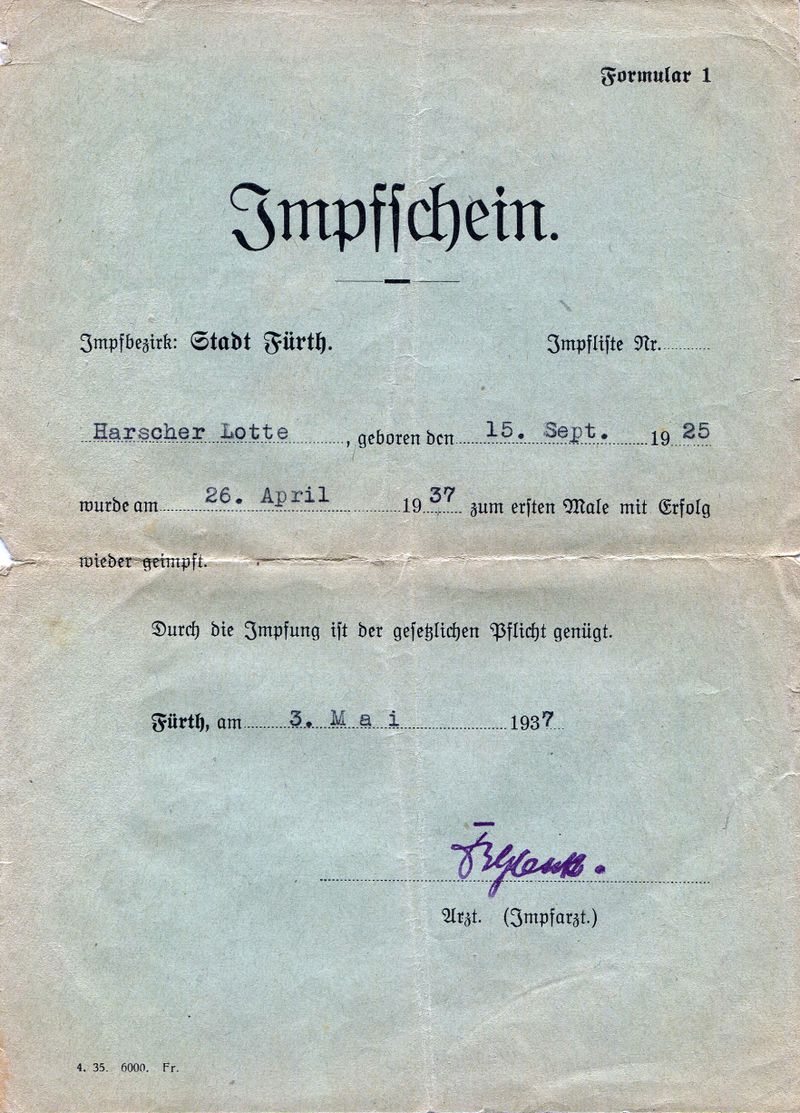 Formular 1
Impfschein.
Impfbezirk: Stadt Fürth. Impfliste Nr.
Harscher Lotte, geboren den 15. Sept. 1925
wurde am 26. April 1937 zum ersten Male mit Erfolg
wieder geimpft.
Durch die Impfung ist der gesetzlichen Pflicht genügt.
Fürth, am 3. Mai 1937
Arzt. (Impfarzt.)
4. 35. 6000. Fr.